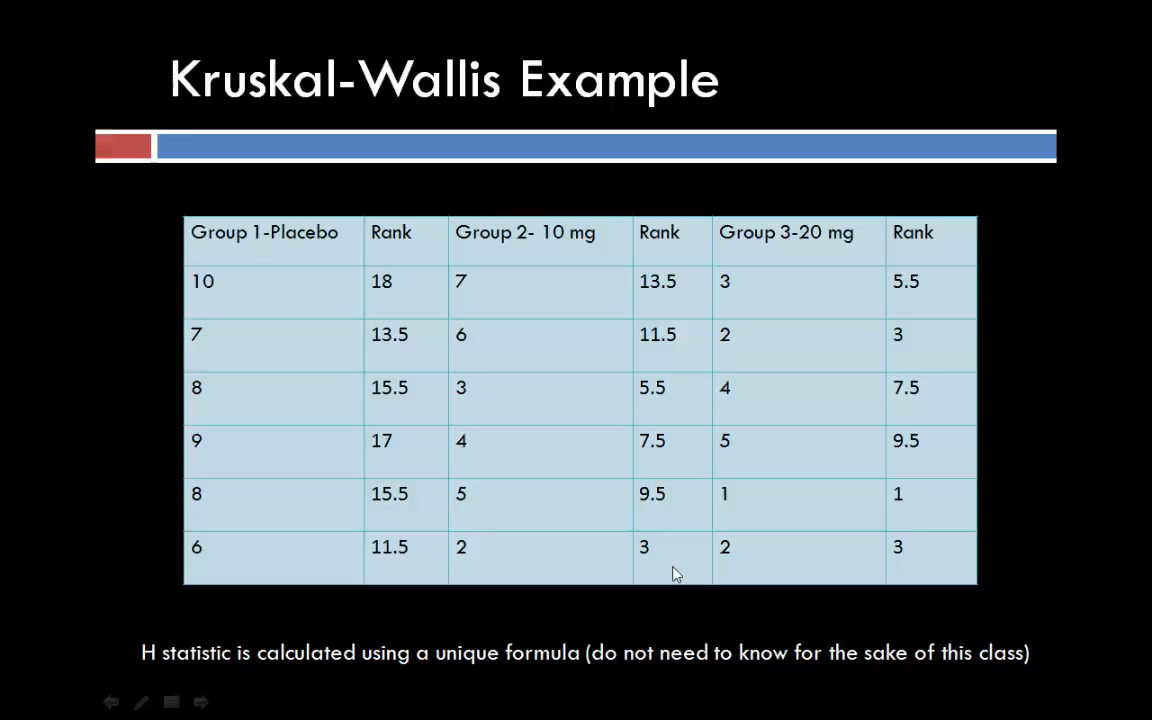 Kruskal-Wallis Example
Group 1-Placebo Rank Group 2- 10 mg Rank Group 3-20 mg Rank
10 18 7 13.5 3 5.5
7 13.5 6 11.5 2 3
8 15.5 3 5.5 4 7.5
9 17 4 7.5 5 9.5
8 15.5 5 9.5 1 1
6 11.5 2 3 2 3
H statistic is calculated using a unique formula (do not need to know for the sake of this class)